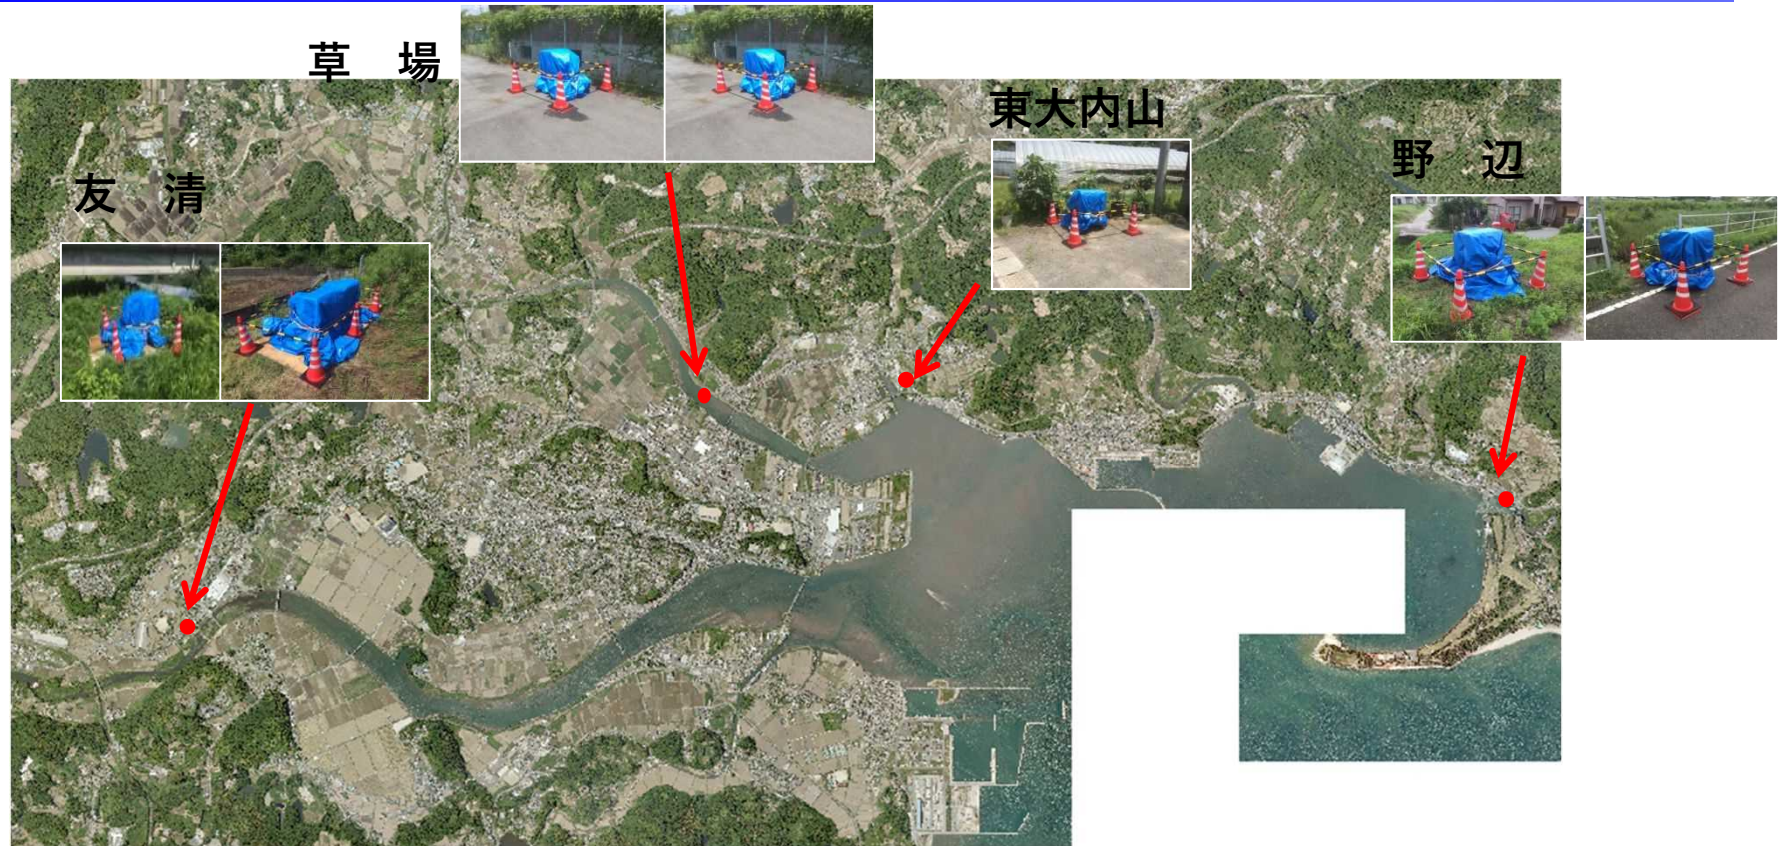 草　場
東大内山
野　辺
友　清